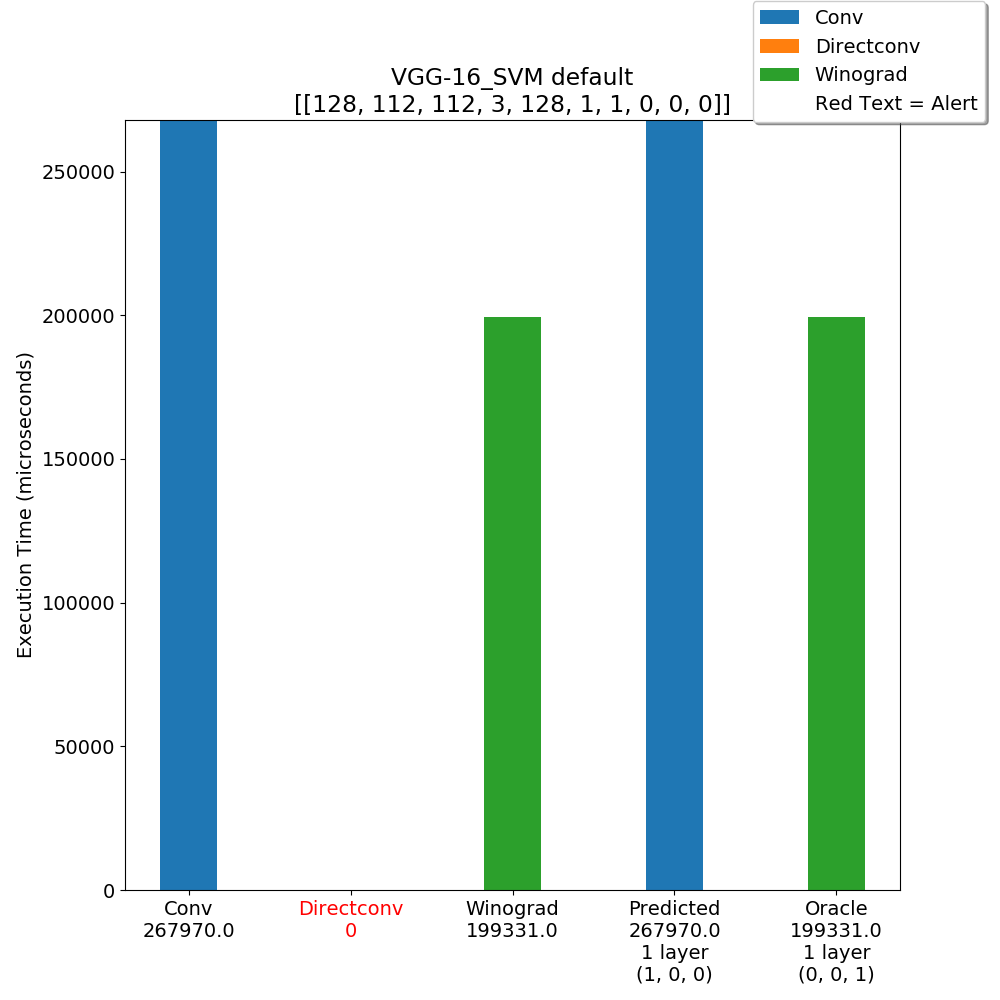 Conv
Directconv
Winograd
Red Text = Alert
VGG-16_SVM default
[[128, 112, 112, 3, 128, 1, 1, 0, 0, 0]]
Execution Time (microseconds)
250000
200000
150000
100000
50000
0
Conv
267970.0
Directconv
0
Winograd
199331.0
Predicted
267970.0
1 layer
(1, 0, 0)
Oracle
199331.0
1 layer
(0, 0, 1)